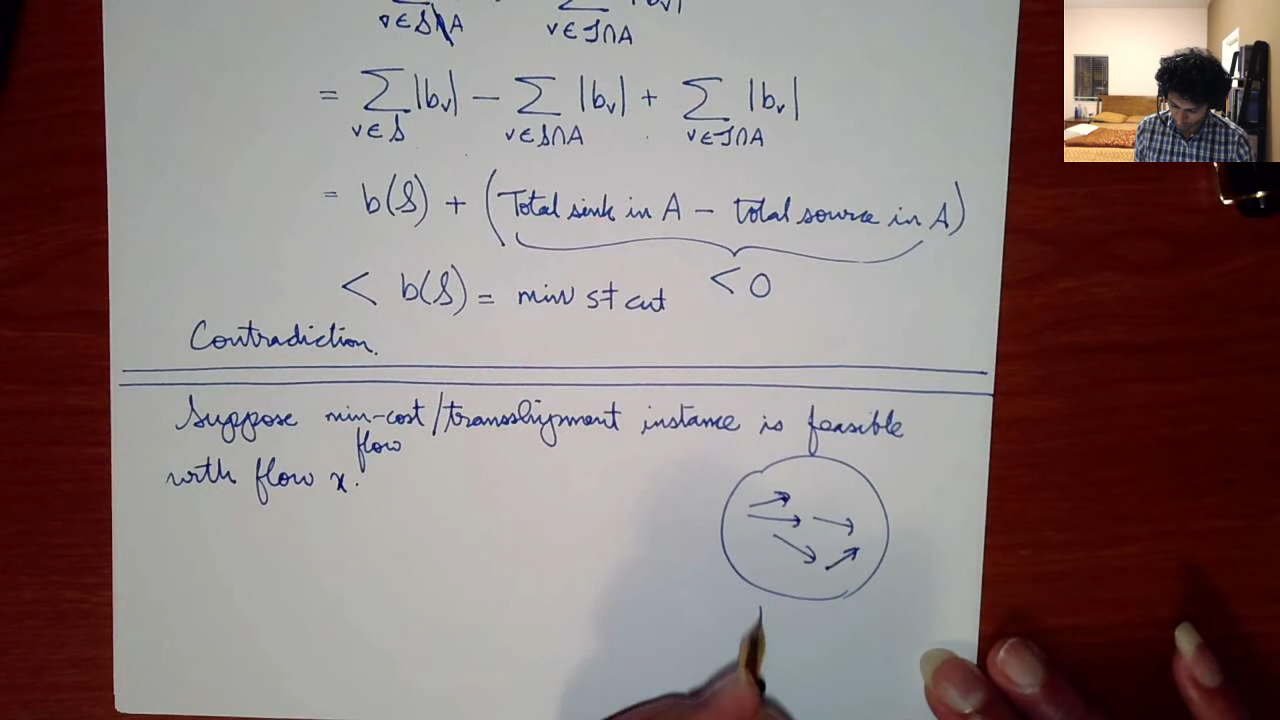 v∈S\A v∈T∩A
= ∑_{v∈S} |b_v| − ∑_{v∈S∩A} |b_v| + ∑_{v∈T∩A} |b_v|
= b(S) + (Total sink in A − total source in A)
< b(S) = min st cut < 0
Contradiction.
Suppose min-cost/transshipment instance is feasible
flow
with flow x.